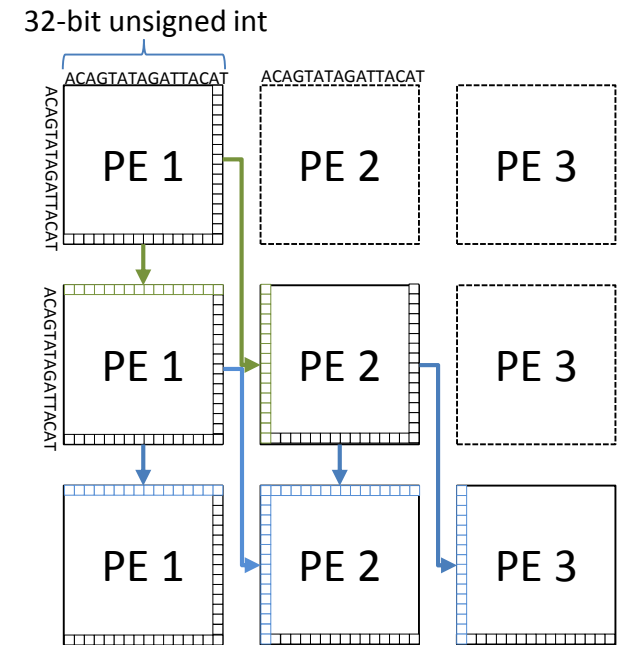 32-bit unsigned int
ACAGTATAGATTACAT
ACAGTATAGATTACAT
ACAGTATAGATTACAT
PE 1
PE 2
PE 3
ACAGTATAGATTACAT
PE 1
PE 2
PE 3
PE 1
PE 2
PE 3